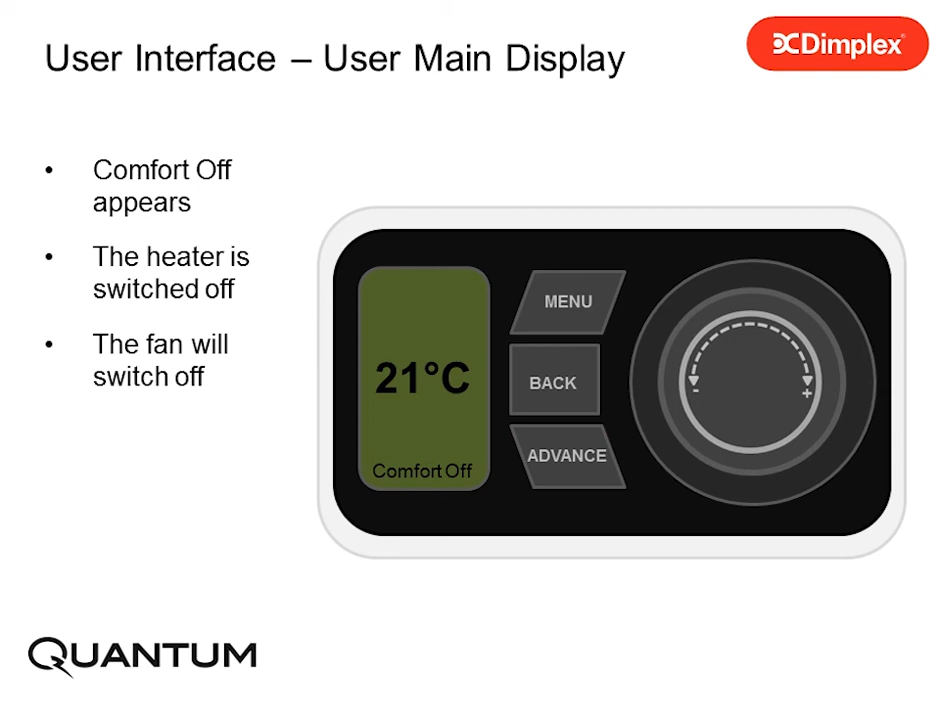 User Interface – User Main Display
Dimplex®
• Comfort Off
appears
• The heater is
switched off
• The fan will
switch off
21°C
Comfort Off
MENU
BACK
ADVANCE
- +
QUANTUM